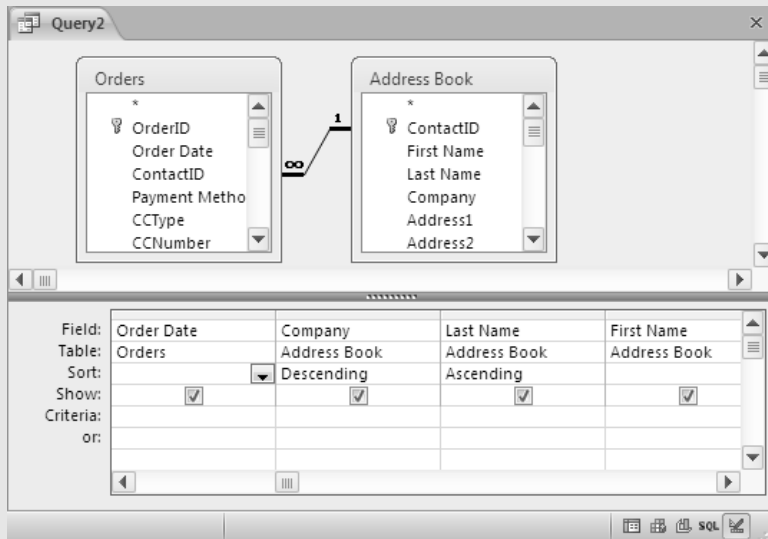 Query2
Orders
*
OrderID
Order Date
ContactID
Payment Metho
CCType
CCNumber
∞
1
Address Book
*
ContactID
First Name
Last Name
Company
Address1
Address2
Field: Order Date Company Last Name First Name
Table: Orders Address Book Address Book Address Book
Sort: Descending Ascending
Show:
Criteria:
or:
SQL